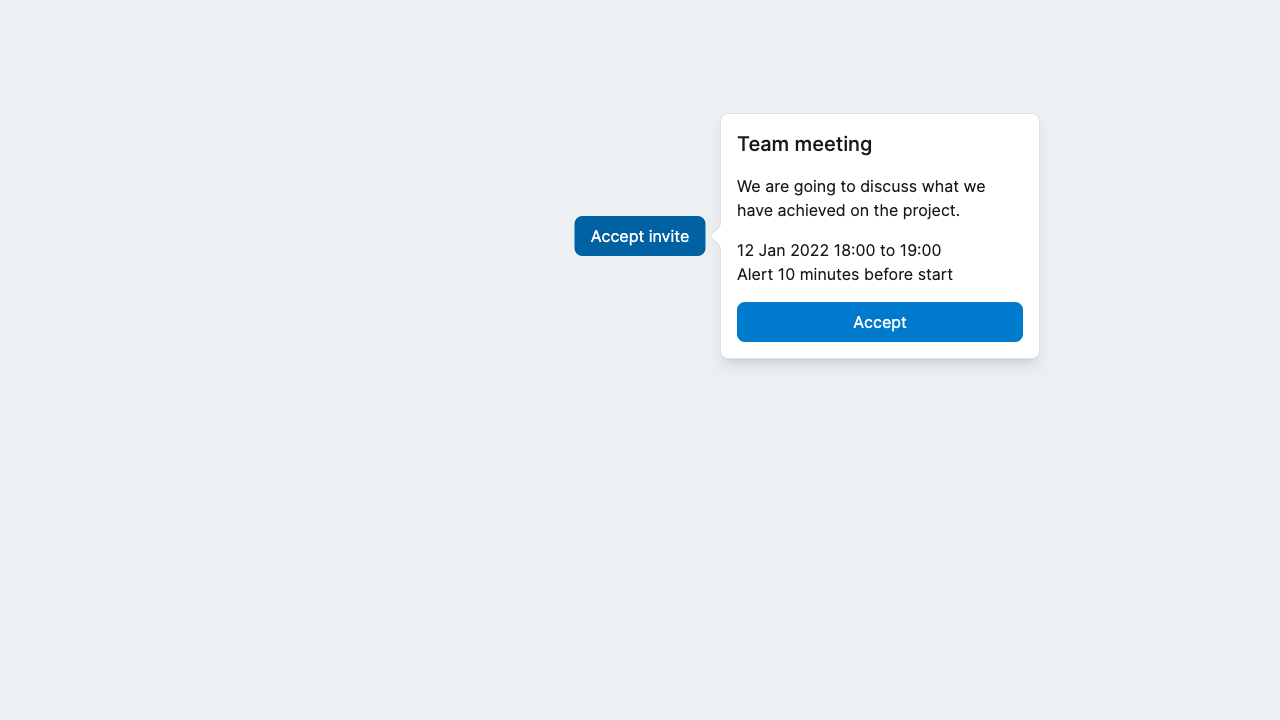 Team meeting
We are going to discuss what we
have achieved on the project.
Accept invite
12 Jan 2022 18:00 to 19:00
Alert 10 minutes before start
Accept